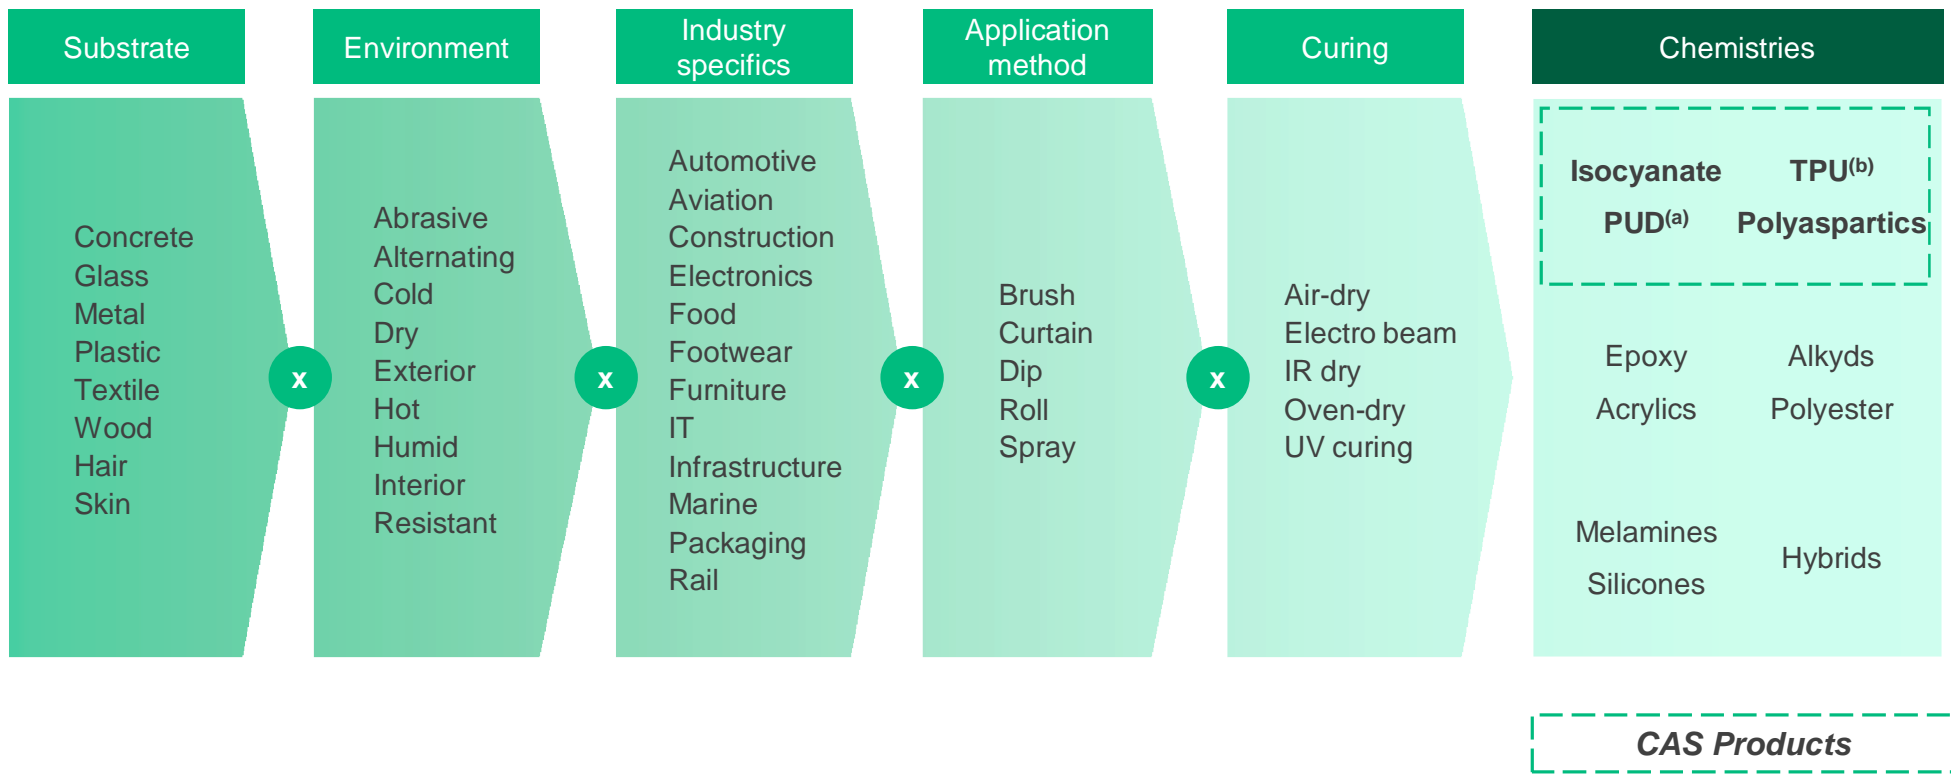 Substrate
Environment
Industry
specifics
Application
method
Curing
Chemistries
Concrete
Glass
Metal
Plastic
Textile
Wood
Hair
Skin
x
Abrasive
Alternating
Cold
Dry
Exterior
Hot
Humid
Interior
Resistant
x
Automotive
Aviation
Construction
Electronics
Food
Footwear
Furniture
IT
Infrastructure
Marine
Packaging
Rail
x
Brush
Curtain
Dip
Roll
Spray
x
Air-dry
Electro beam
IR dry
Oven-dry
UV curing
Isocyanate TPU(b)
PUD(a) Polyaspartics
Epoxy Alkyds
Acrylics Polyester
Melamines
Hybrids
Silicones
CAS Products